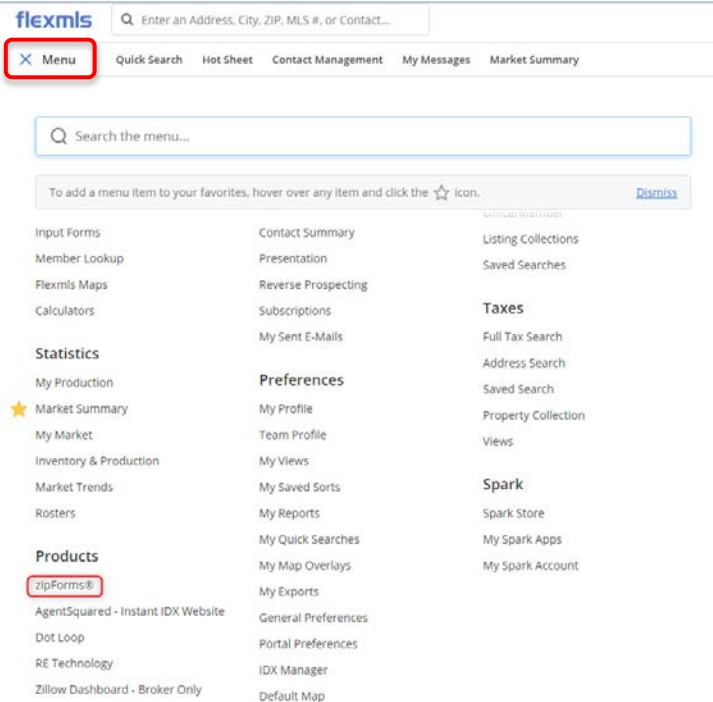 flexmls
Enter an Address, City, ZIP, MLS #, or Contact...
Menu
Quick Search
Hot Sheet
Contact Management
My Messages
Market Summary
Search the menu...
To add a menu item to your favorites, hover over any item and click the icon.
Dismiss
Input Forms
Member Lookup
Flexmls Maps
Calculators
Statistics
My Production
Market Summary
My Market
Inventory & Production
Market Trends
Rosters
Products
zipForms®
AgentSquared - Instant IDX Website
Dot Loop
RE Technology
Zillow Dashboard - Broker Only
Contact Summary
Presentation
Reverse Prospecting
Subscriptions
My Sent E-Mails
Preferences
My Profile
Team Profile
My Views
My Saved Sorts
My Reports
My Quick Searches
My Map Overlays
My Exports
General Preferences
Portal Preferences
IDX Manager
Default Map
Listing Collections
Saved Searches
Taxes
Full Tax Search
Address Search
Saved Search
Property Collection
Views
Spark
Spark Store
My Spark Apps
My Spark Account